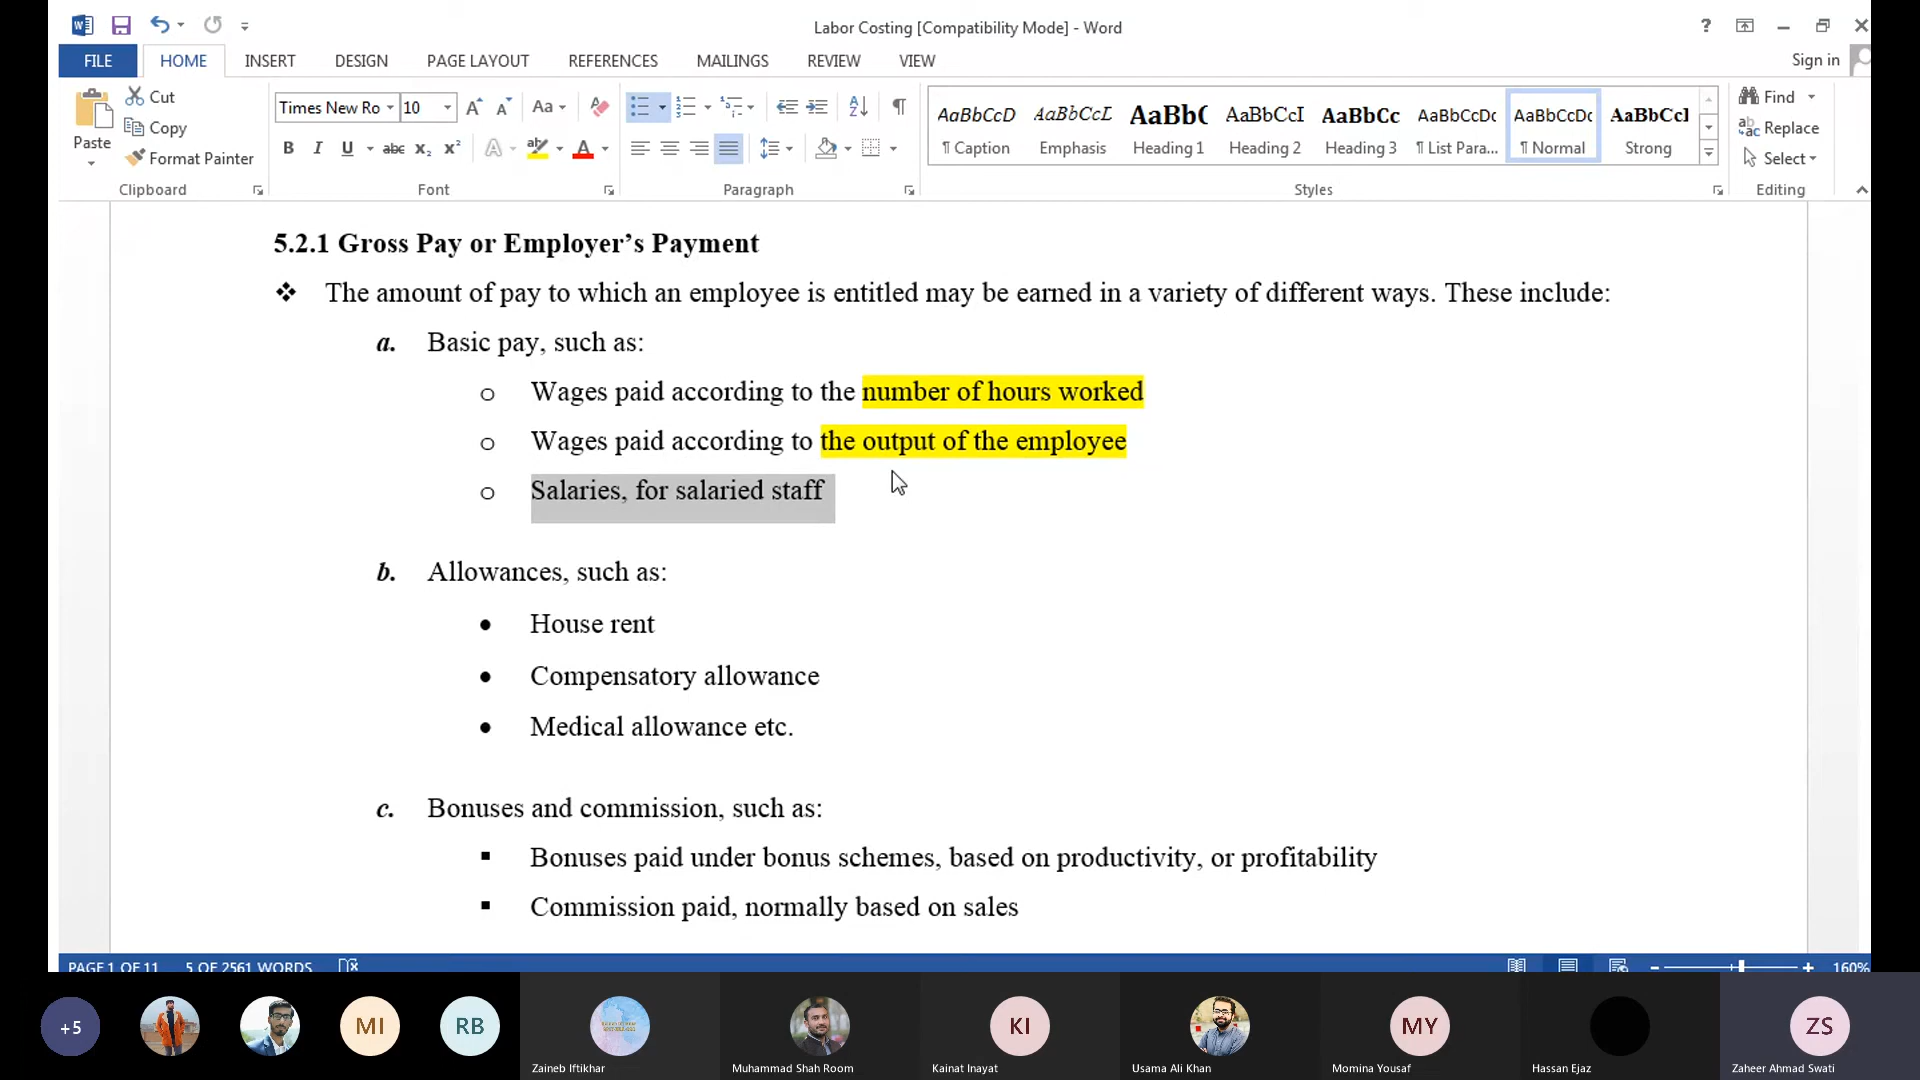 Labor Costing [Compatibility Mode] - Word
?
FILE HOME INSERT DESIGN PAGE LAYOUT REFERENCES MAILINGS REVIEW VIEW Sign in
Paste
Cut
Copy
Format Painter
Clipboard
Times New Ro 10 Aa
B I U abc x₂ x² A A
Font
Paragraph
AaBbCcD AaBbCcL AaBb( AaBbCcI AaBbCc AaBbCcDc AaBbCcDc AaBbCcI
¶ Caption Emphasis Heading 1 Heading 2 Heading 3 ¶ List Para... ¶ Normal Strong
Styles
Find
Replace
Select
Editing
5.2.1 Gross Pay or Employer’s Payment
❖ The amount of pay to which an employee is entitled may be earned in a variety of different ways. These include:
a. Basic pay, such as:
o Wages paid according to the number of hours worked
o Wages paid according to the output of the employee
o Salaries, for salaried staff
b. Allowances, such as:
• House rent
• Compensatory allowance
• Medical allowance etc.
c. Bonuses and commission, such as:
▪ Bonuses paid under bonus schemes, based on productivity, or profitability
▪ Commission paid, normally based on sales
PAGE 1 OF 11 5 OF 2561 WORDS 160%
+5 MI RB KI MY ZS
Zaineb Iftikhar Muhammad Shah Room Kainat Inayat Usama Ali Khan Momina Yousaf Hassan Ejaz Zaheer Ahmad Swati